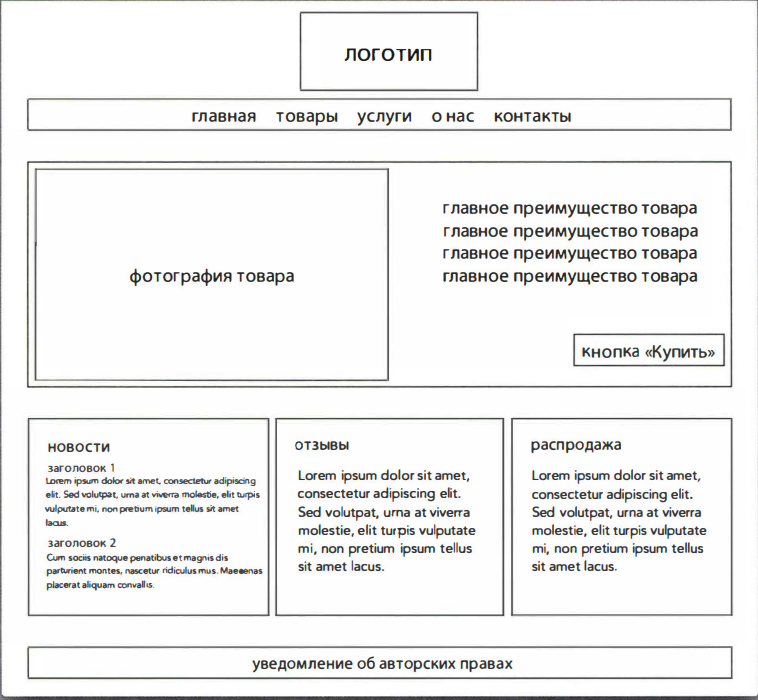 ЛОГОТИП
главная товары услуги о нас контакты
фотография товара
главное преимущество товара
главное преимущество товара
главное преимущество товара
главное преимущество товара
кнопка «Купить»
новости
заголовок 1
Lorem ipsum dolor sit amet, consectetur adipiscing
elit. Sed volutpat, urna at viverra molestie, elit turpis
vulputate mi, non pretium ipsum tellus sit amet
lacus.
заголовок 2
Cum sociis natoque penatibus et magnis dis
parturient montes, nascetur ridiculus mus. Maecenas
placerat aliquam convallis.
отзывы
Lorem ipsum dolor sit amet,
consectetur adipiscing elit.
Sed volutpat, urna at viverra
molestie, elit turpis vulputate
mi, non pretium ipsum tellus
sit amet lacus.
распродажа
Lorem ipsum dolor sit amet,
consectetur adipiscing elit.
Sed volutpat, urna at viverra
molestie, elit turpis vulputate
mi, non pretium ipsum tellus
sit amet lacus.
уведомление об авторских правах